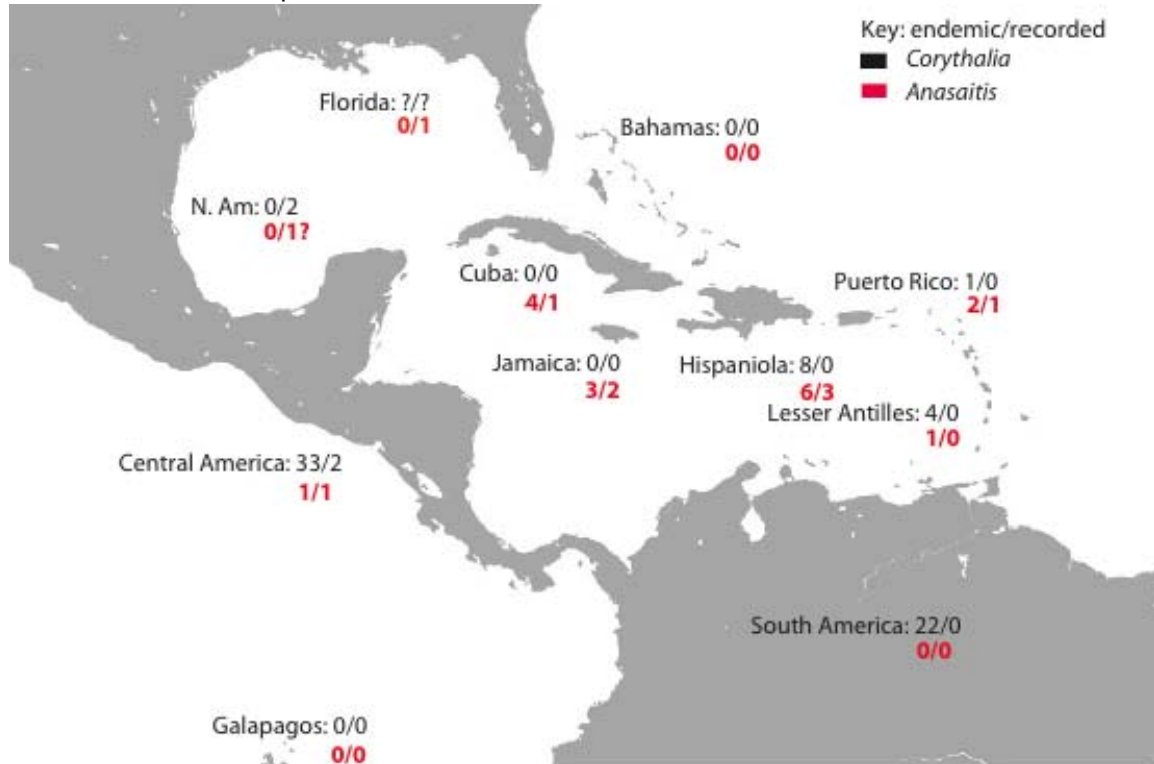 Key: endemic/recorded
Corythalia
Anasaitis
Florida: ?/?
0/1
Bahamas: 0/0
0/0
N. Am: 0/2
0/1?
Cuba: 0/0
4/1
Puerto Rico: 1/0
2/1
Jamaica: 0/0
3/2
Hispaniola: 8/0
6/3
Lesser Antilles: 4/0
1/0
Central America: 33/2
1/1
South America: 22/0
0/0
Galapagos: 0/0
0/0